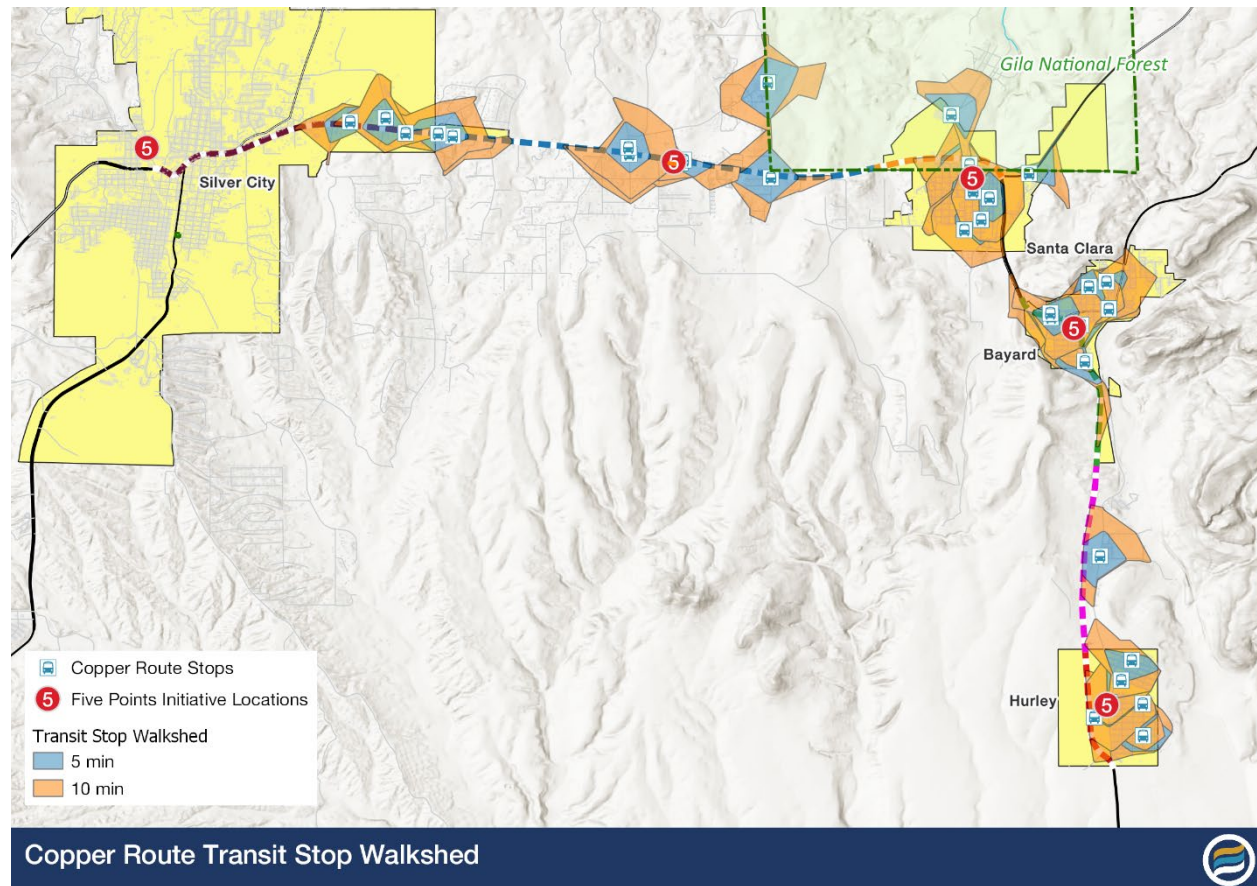 Gila National Forest
5
Silver City
5
5
Santa Clara
5
Bayard
Hurley
5
Copper Route Stops
5 Five Points Initiative Locations
Transit Stop Walkshed
5 min
10 min
Copper Route Transit Stop Walkshed